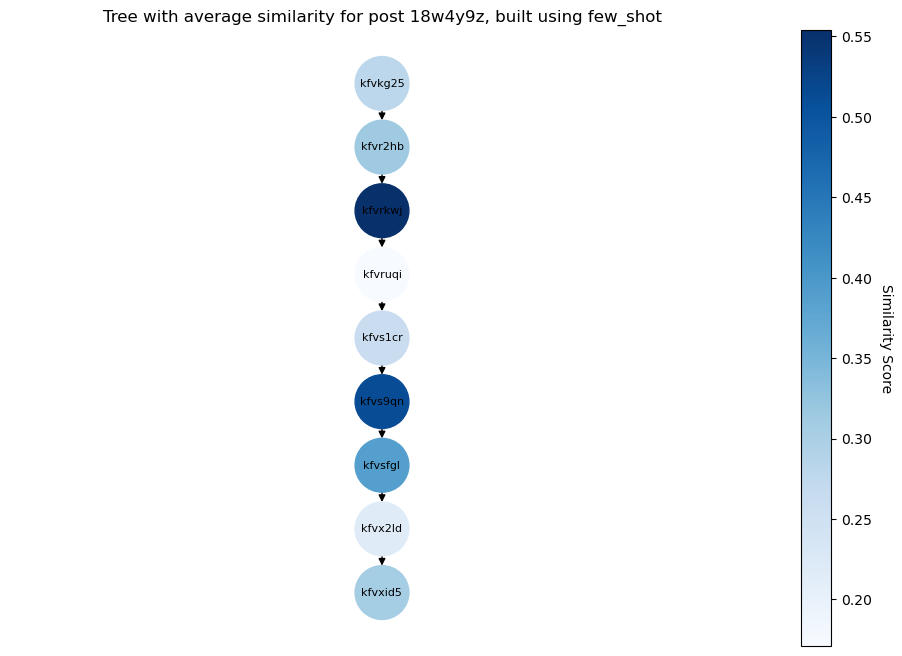 Tree with average similarity for post 18w4y9z, built using few_shot
kfvkg25
kfvr2hb
kfvrkwj
kfvruqi
kfvs1cr
kfvs9qn
kfvsfgl
kfvx2ld
kfvxid5
0.55
0.50
0.45
0.40
0.35
0.30
0.25
0.20
Similarity Score